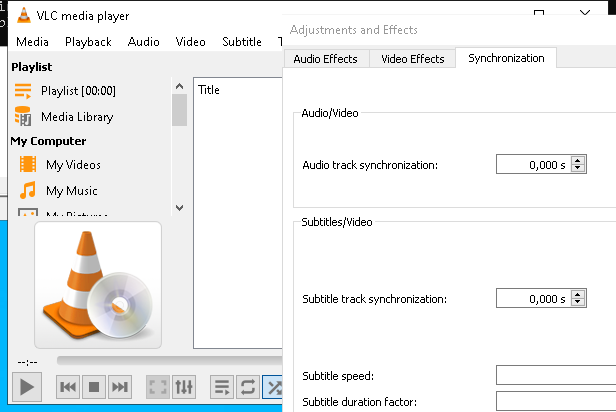 VLC media player
Media Playback Audio Video Subtitle
Playlist
Playlist [00:00]
Media Library
My Computer
My Videos
My Music
My Pictures
Title
--:--
Adjustments and Effects
Audio Effects Video Effects Synchronization
Audio/Video
Audio track synchronization: 0,000 s
Subtitles/Video
Subtitle track synchronization: 0,000 s
Subtitle speed:
Subtitle duration factor: